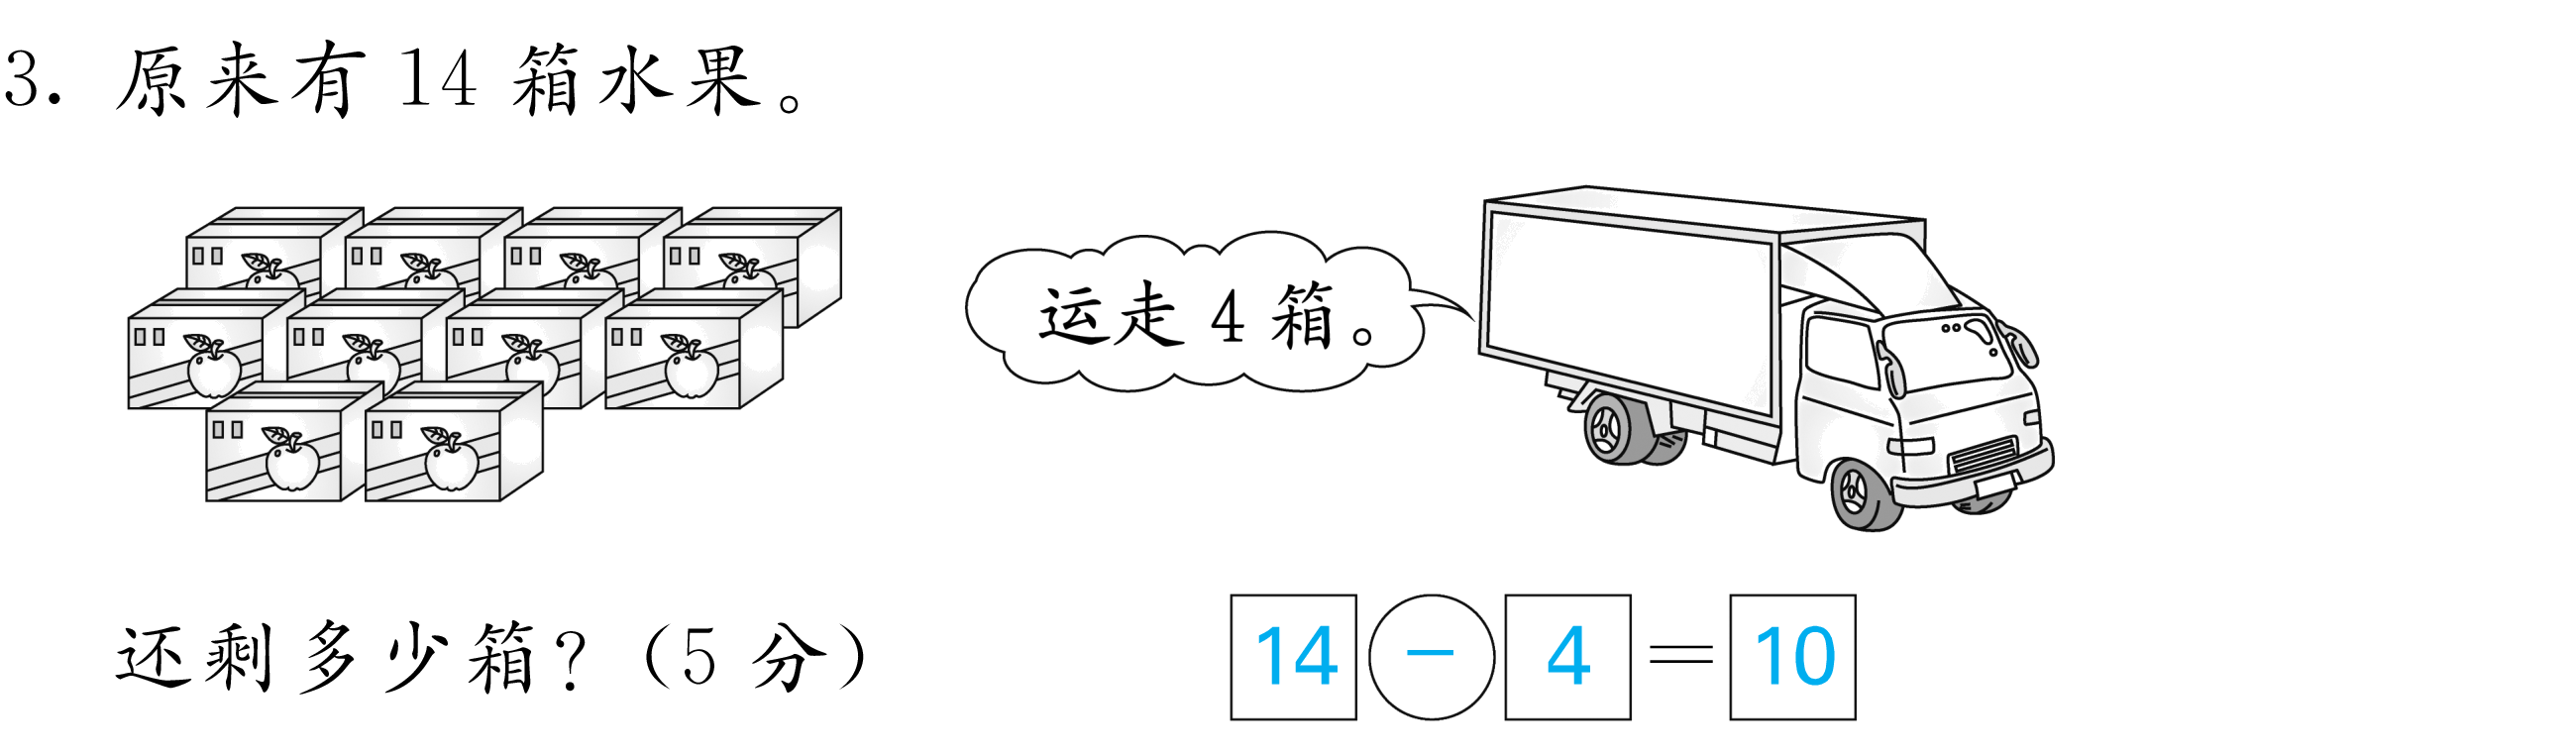 3. 原来有 14 箱水果。
运走 4 箱。
还剩多少箱？（5 分）
14 − 4 = 10